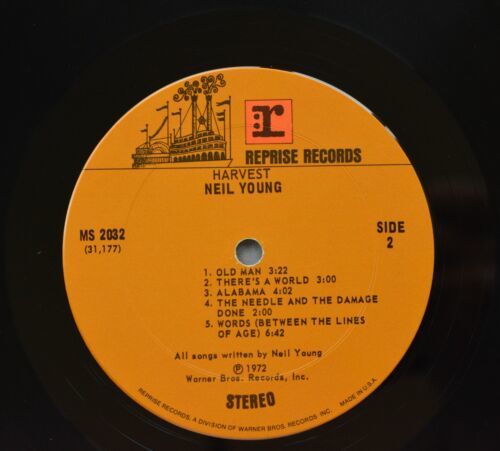 r
REPRISE RECORDS
HARVEST
NEIL YOUNG
MS 2032
(31,177)
SIDE
2
1. OLD MAN 3:22
2. THERE'S A WORLD 3:00
3. ALABAMA 4:02
4. THE NEEDLE AND THE DAMAGE
DONE 2:00
5. WORDS (BETWEEN THE LINES
OF AGE) 6:42
All songs written by Neil Young
℗ 1972
Warner Bros. Records, Inc.
STEREO
REPRISE RECORDS, A DIVISION OF WARNER BROS. RECORDS INC. MADE IN U.S.A.